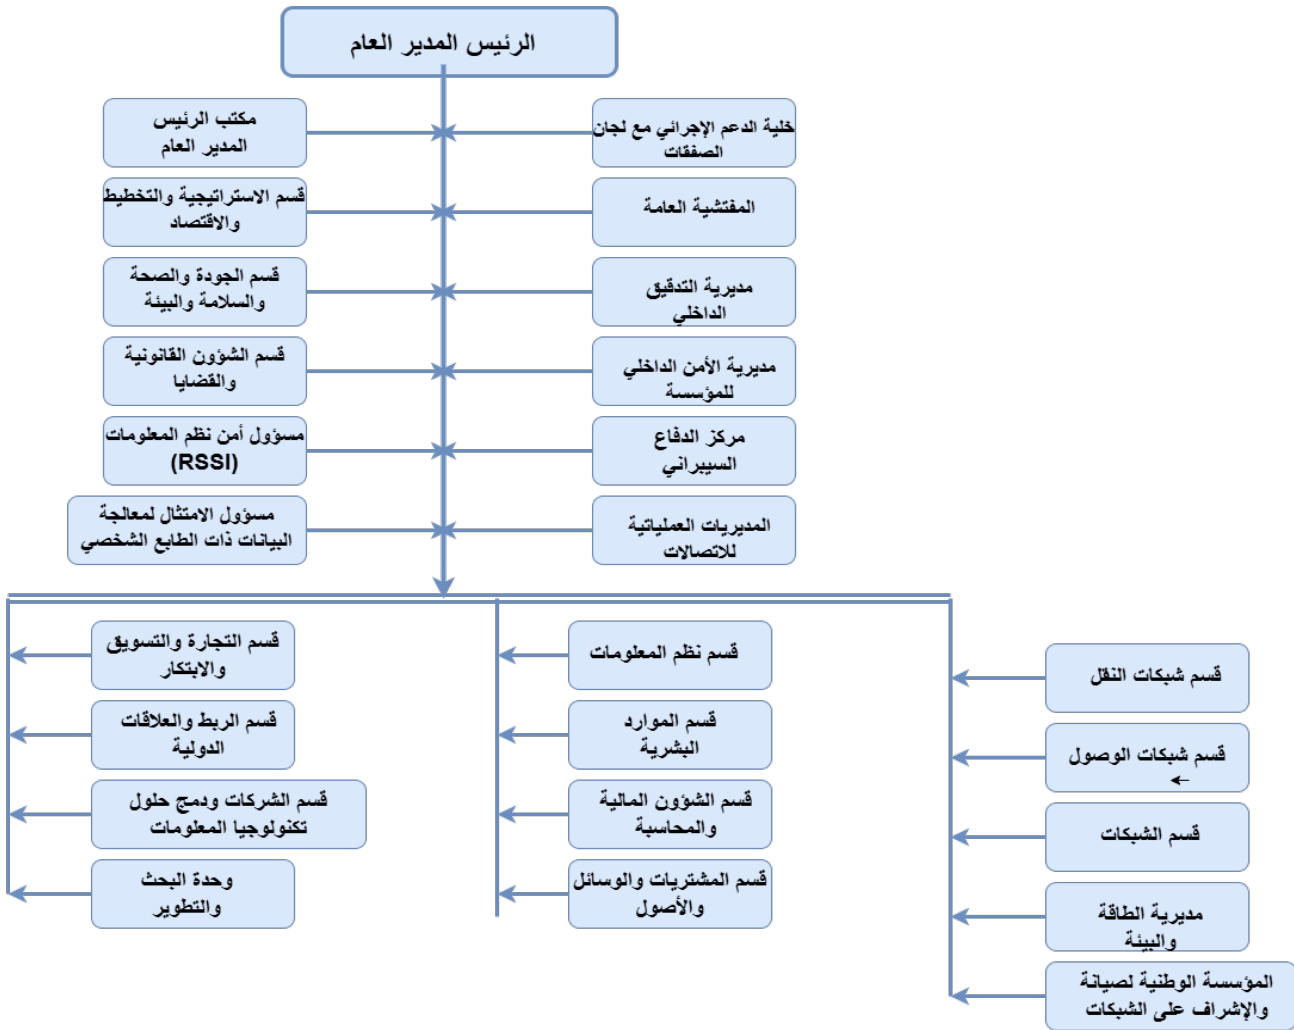 الرئيس المدير العام
خلية الدعم الإجرائي مع لجان
الصفقات
مكتب الرئيس
المدير العام
المفتشية العامة
قسم الاستراتيجية والتخطيط
والاقتصاد
مديرية التدقيق
الداخلي
قسم الجودة والصحة
والسلامة والبيئة
مديرية الأمن الداخلي
للمؤسسة
قسم الشؤون القانونية
والقضايا
مركز الدفاع
السيبراني
مسؤول أمن نظم المعلومات
(RSSI)
المديريات العملياتية
للاتصالات
مسؤول الامتثال لمعالجة
البيانات ذات الطابع الشخصي
قسم شبكات النقل
قسم شبكات الوصول
قسم الشبكات
مديرية الطاقة
والبيئة
المؤسسة الوطنية لصيانة
والإشراف على الشبكات
قسم نظم المعلومات
قسم الموارد
البشرية
قسم الشؤون المالية
والمحاسبة
قسم المشتريات والوسائل
والأصول
قسم التجارة والتسويق
والابتكار
قسم الربط والعلاقات
الدولية
قسم الشركات ودمج حلول
تكنولوجيا المعلومات
وحدة البحث
والتطوير